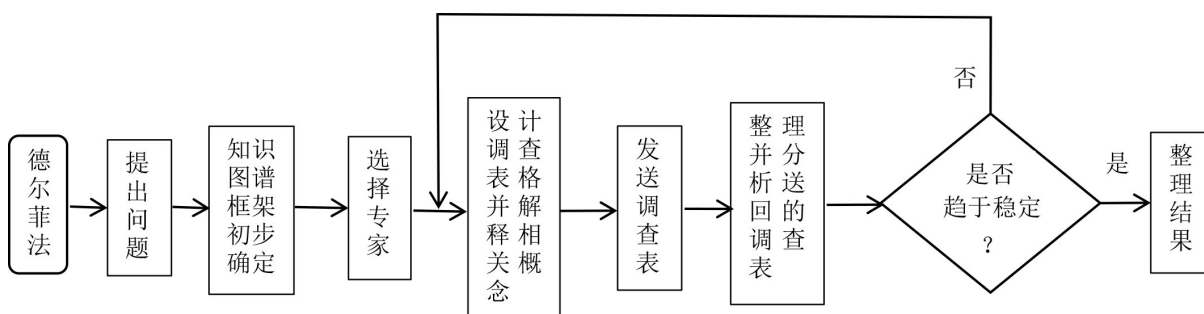 德尔菲法
提出问题
知识
图谱
框架
初步
确定
选择专家
设计
调查
表格
并解
释相
关概
念
发送调查表
整理
并分
析送
回的
调查
表
是否
趋于稳定
？
否
是
整理结果